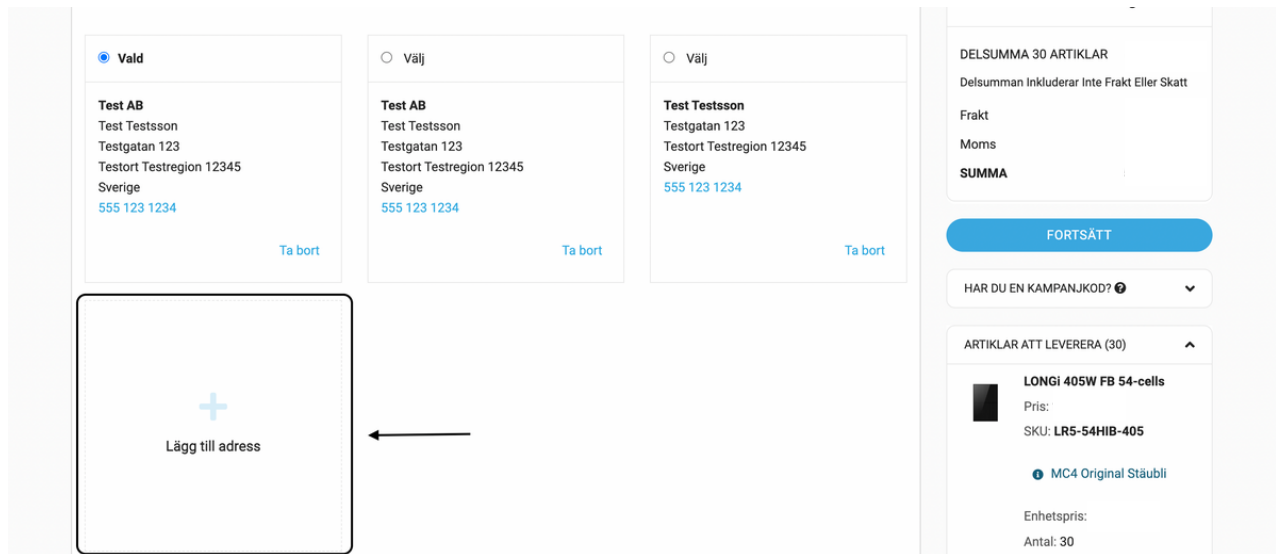 Vald
Test AB
Test Testsson
Testgatan 123
Testort Testregion 12345
Sverige
555 123 1234
Ta bort
Välj
Test AB
Test Testsson
Testgatan 123
Testort Testregion 12345
Sverige
555 123 1234
Ta bort
Välj
Test Testsson
Testgatan 123
Testort Testregion 12345
Sverige
555 123 1234
Ta bort
Lägg till adress
DELSUMMA 30 ARTIKLAR
Delsumman Inkluderar Inte Frakt Eller Skatt
Frakt
Moms
SUMMA
FORTSÄTT
HAR DU EN KAMPANJKOD?
ARTIKLAR ATT LEVERERA (30)
LONGi 405W FB 54-cells
Pris:
SKU: LR5-54HIB-405
MC4 Original Stäubli
Enhetspris:
Antal: 30